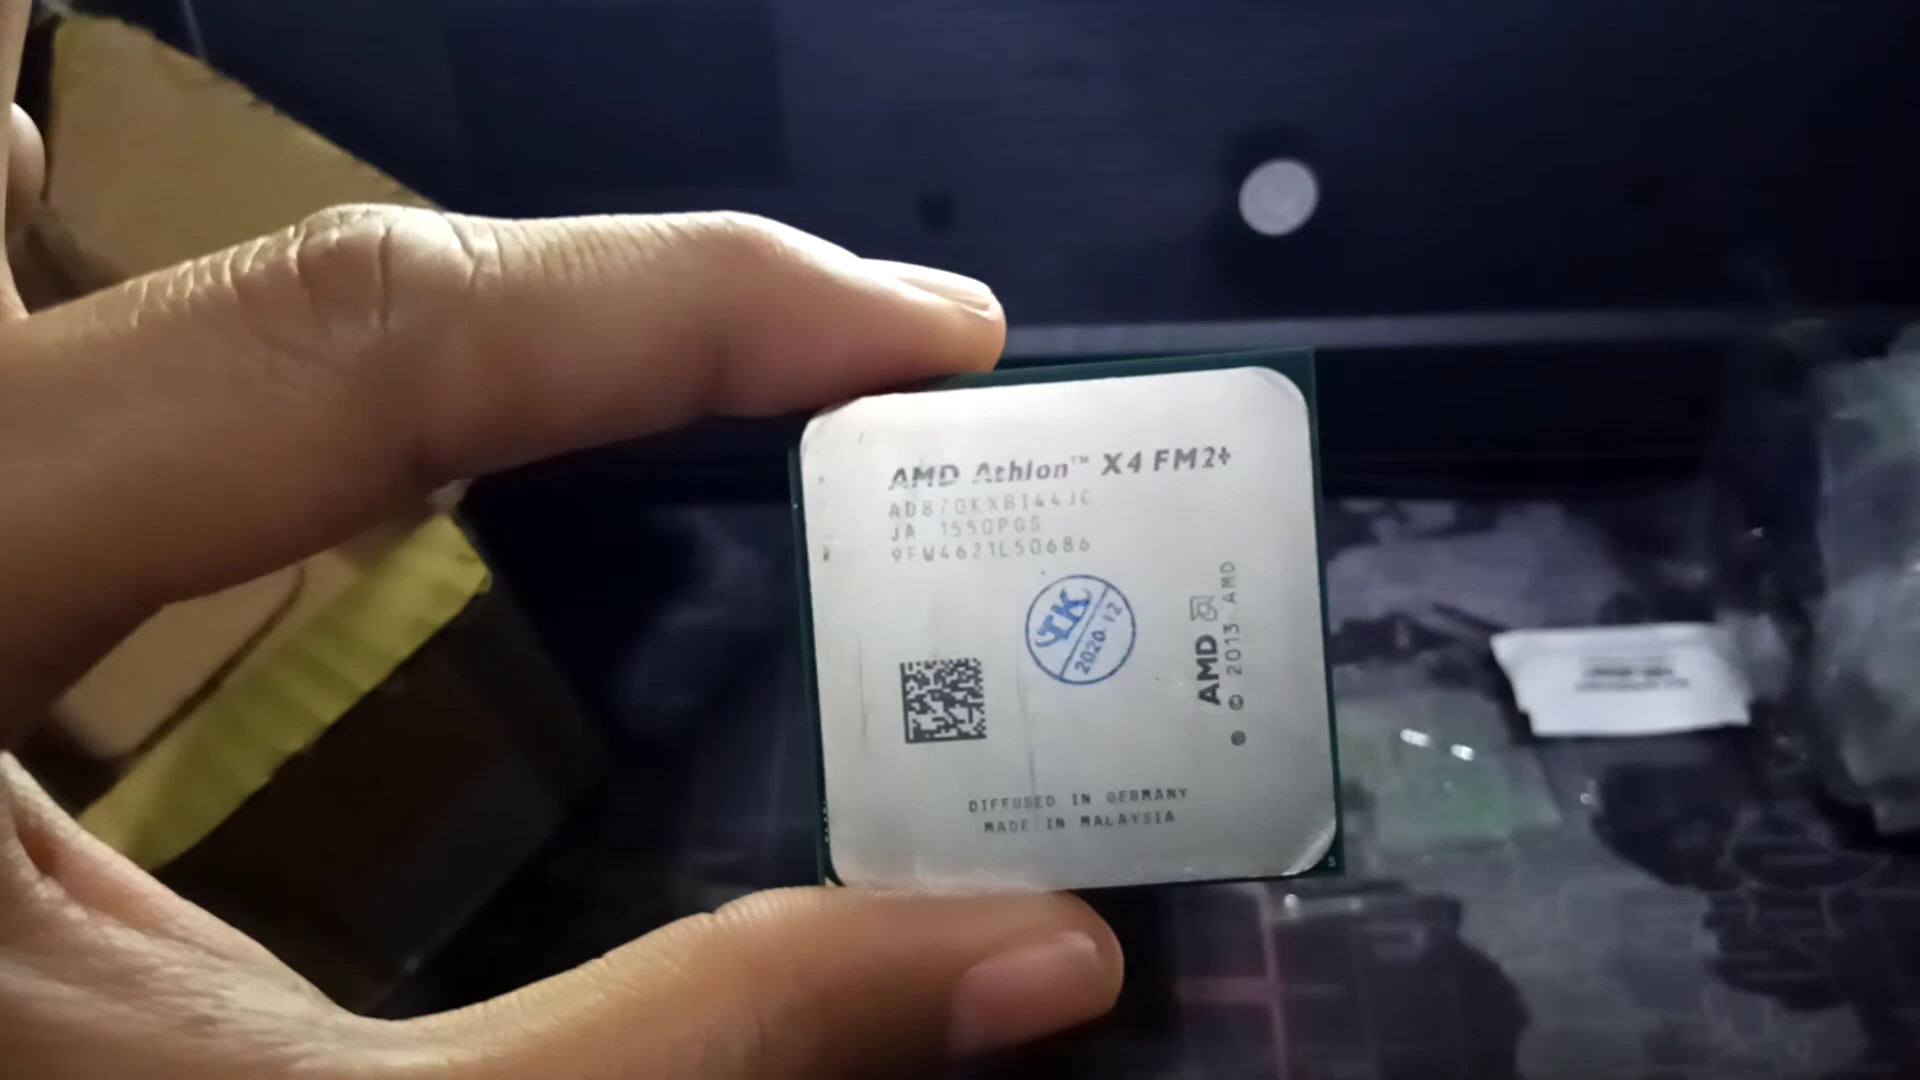 AMD Athlon™ X4 FM2+
AD870KXBI44JC
JA 1550PGS
9FW4621L50686
TK
2020-12
AMD
© 2013 AMD
DIFFUSED IN GERMANY
MADE IN MALAYSIA
S